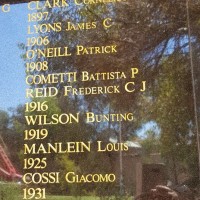 G CLARK
1897
LYONS JAMES C
1906
O'NEILL PATRICK
1908
COMETTI BATTISTA P
REID FREDERICK C J
1916
WILSON BUNTING
1919
MANLEIN LOUIS
1925
COSSI GIACOMO
1931